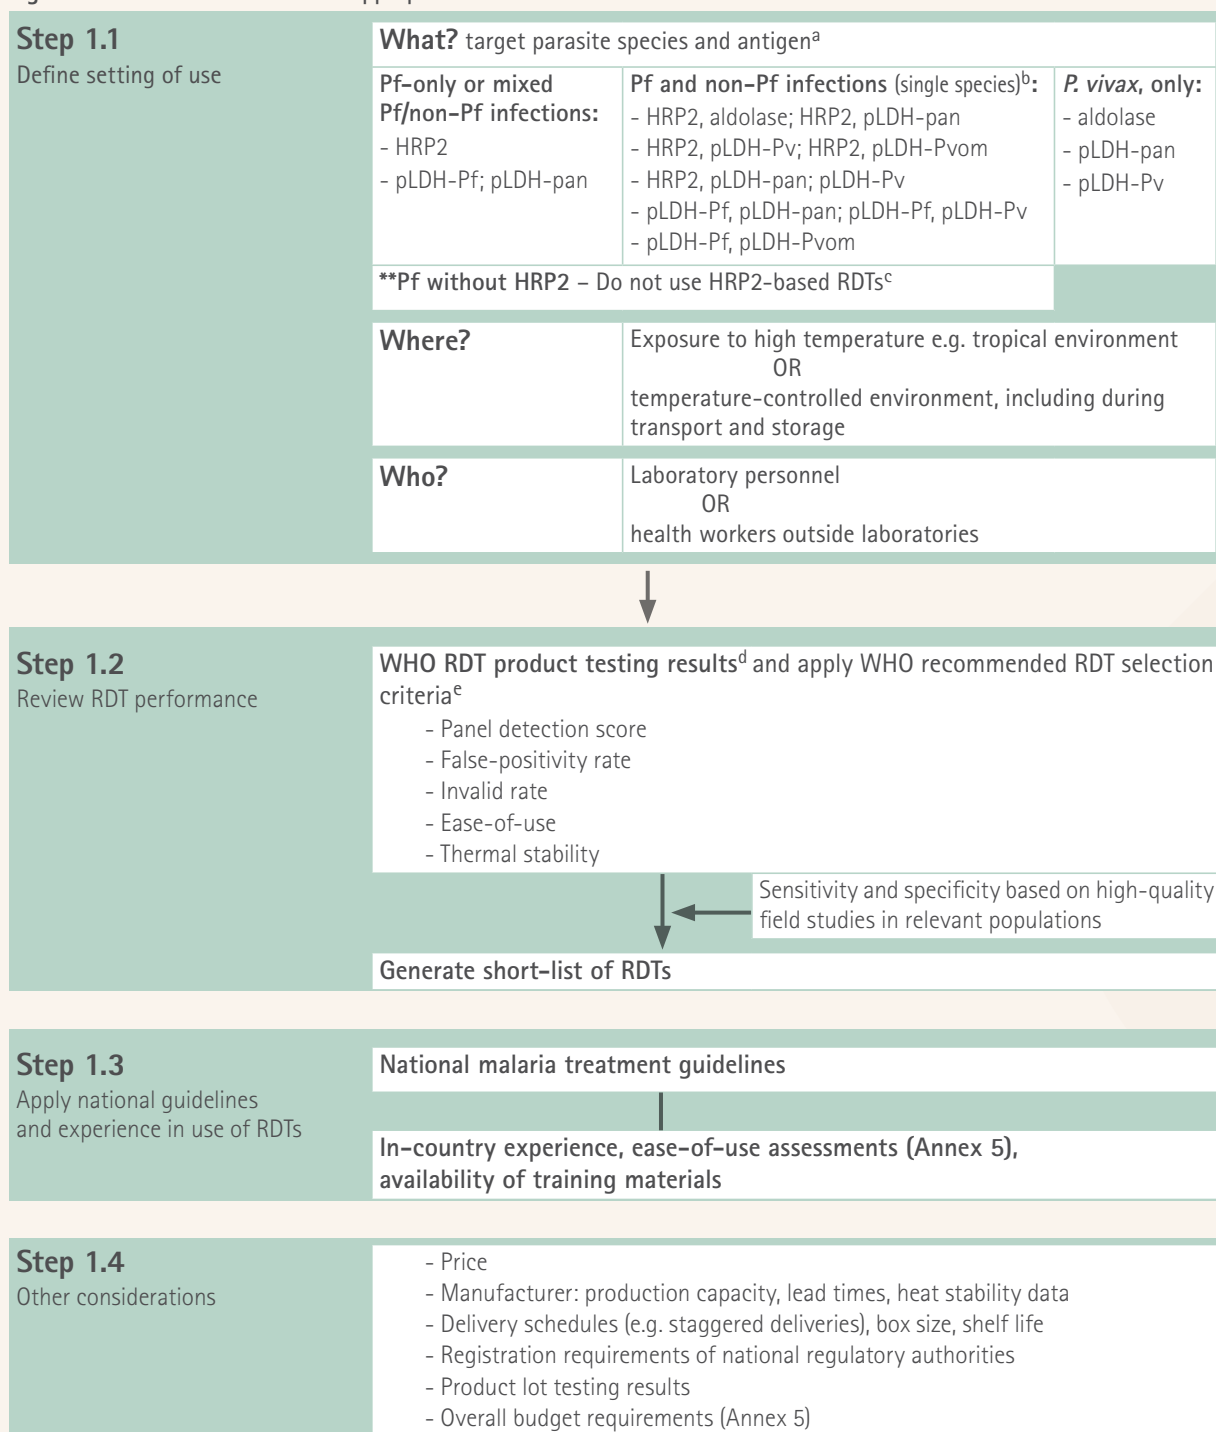 Step 1.1
Define setting of use
What? target parasite species and antigenᵃ
Pf-only or mixed
Pf/non-Pf infections:
- HRP2
- pLDH-Pf; pLDH-pan
Pf and non-Pf infections (single species)ᵇ:
- HRP2, aldolase; HRP2, pLDH-pan
- HRP2, pLDH-Pv; HRP2, pLDH-Pvom
- HRP2, pLDH-pan; pLDH-Pv
- pLDH-Pf, pLDH-pan; pLDH-Pf, pLDH-Pv
- pLDH-Pf, pLDH-Pvom
P. vivax, only:
- aldolase
- pLDH-pan
- pLDH-Pv
**Pf without HRP2 – Do not use HRP2-based RDTsᶜ
Where?
Exposure to high temperature e.g. tropical environment
OR
temperature-controlled environment, including during
transport and storage
Who?
Laboratory personnel
OR
health workers outside laboratories
Step 1.2
Review RDT performance
WHO RDT product testing resultsᵈ and apply WHO recommended RDT selection
criteriaᵉ
- Panel detection score
- False-positivity rate
- Invalid rate
- Ease-of-use
- Thermal stability
Sensitivity and specificity based on high-quality
field studies in relevant populations
Generate short-list of RDTs
Step 1.3
Apply national guidelines
and experience in use of RDTs
National malaria treatment guidelines
In-country experience, ease-of-use assessments (Annex 5),
availability of training materials
Step 1.4
Other considerations
- Price
- Manufacturer: production capacity, lead times, heat stability data
- Delivery schedules (e.g. staggered deliveries), box size, shelf life
- Registration requirements of national regulatory authorities
- Product lot testing results
- Overall budget requirements (Annex 5)